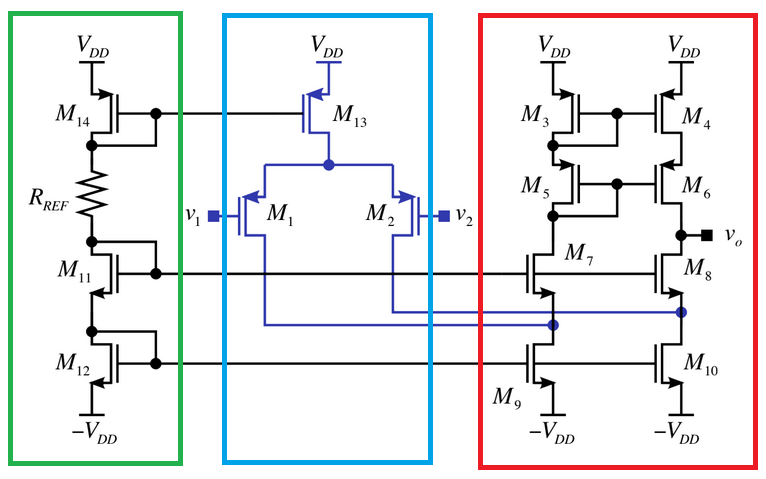 V_DD V_DD V_DD V_DD
M_14 M_13 M_3 M_4
R_REF v_1 M_1 M_2 v_2 M_5 M_6
v_o
M_11 M_7 M_8
M_12 M_9 M_10
−V_DD −V_DD −V_DD